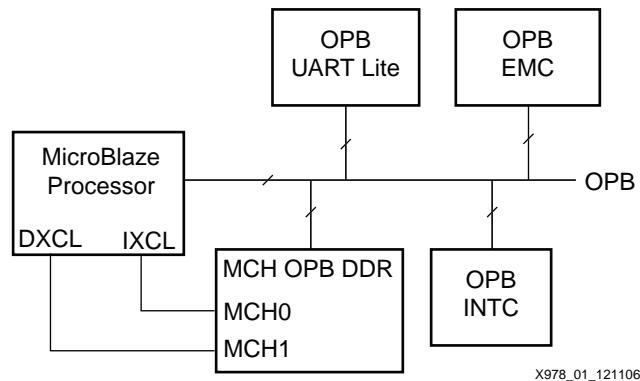 OPB
UART Lite
OPB
EMC
MicroBlaze
Processor
OPB
DXCL
IXCL
MCH OPB DDR
MCH0
MCH1
OPB
INTC
X978_01_121106